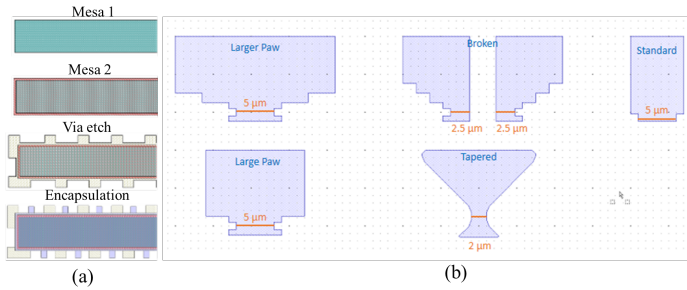 Mesa 1
Mesa 2
Via etch
Encapsulation
(a)
Larger Paw
5 μm
Broken
2.5 μm
2.5 μm
Standard
5 μm
Large Paw
5 μm
Tapered
2 μm
(b)